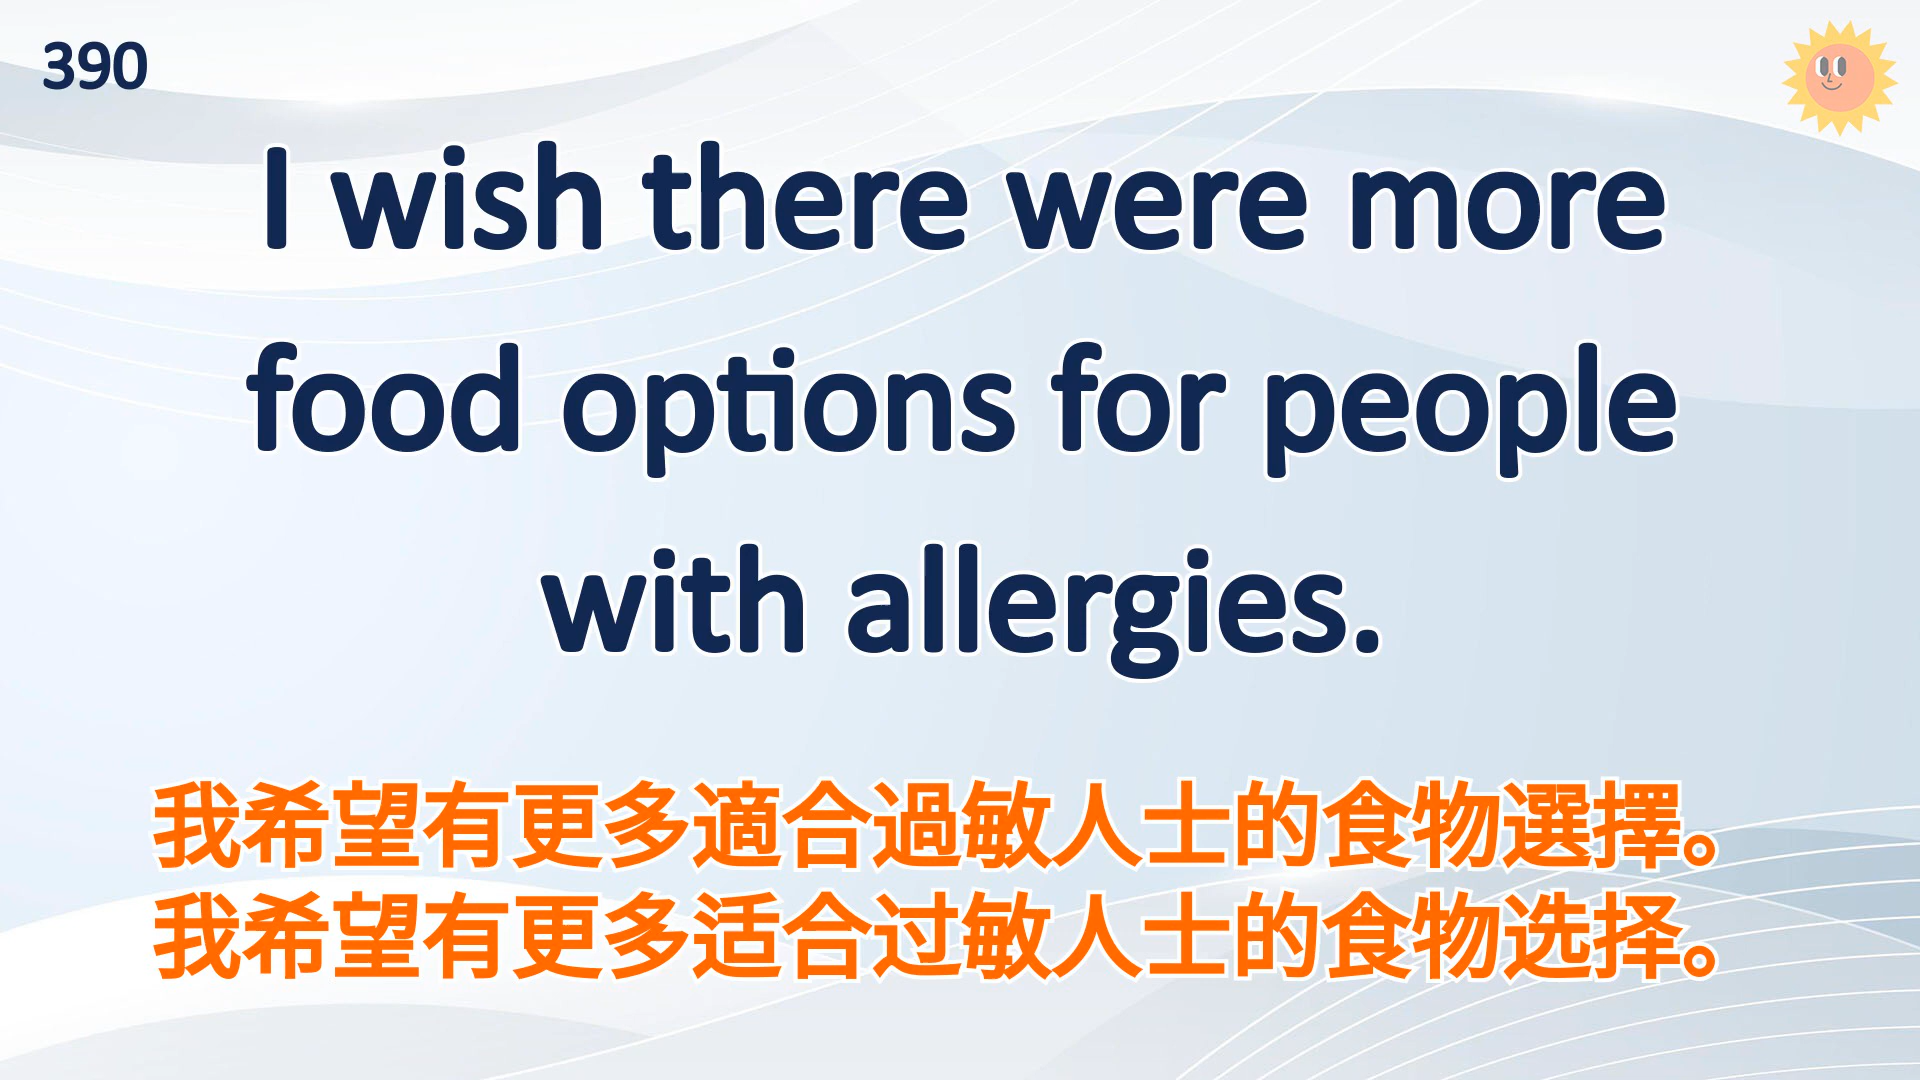 390
I wish there were more
food options for people
with allergies.
我希望有更多適合過敏人士的食物選擇。
我希望有更多适合过敏人士的食物选择。